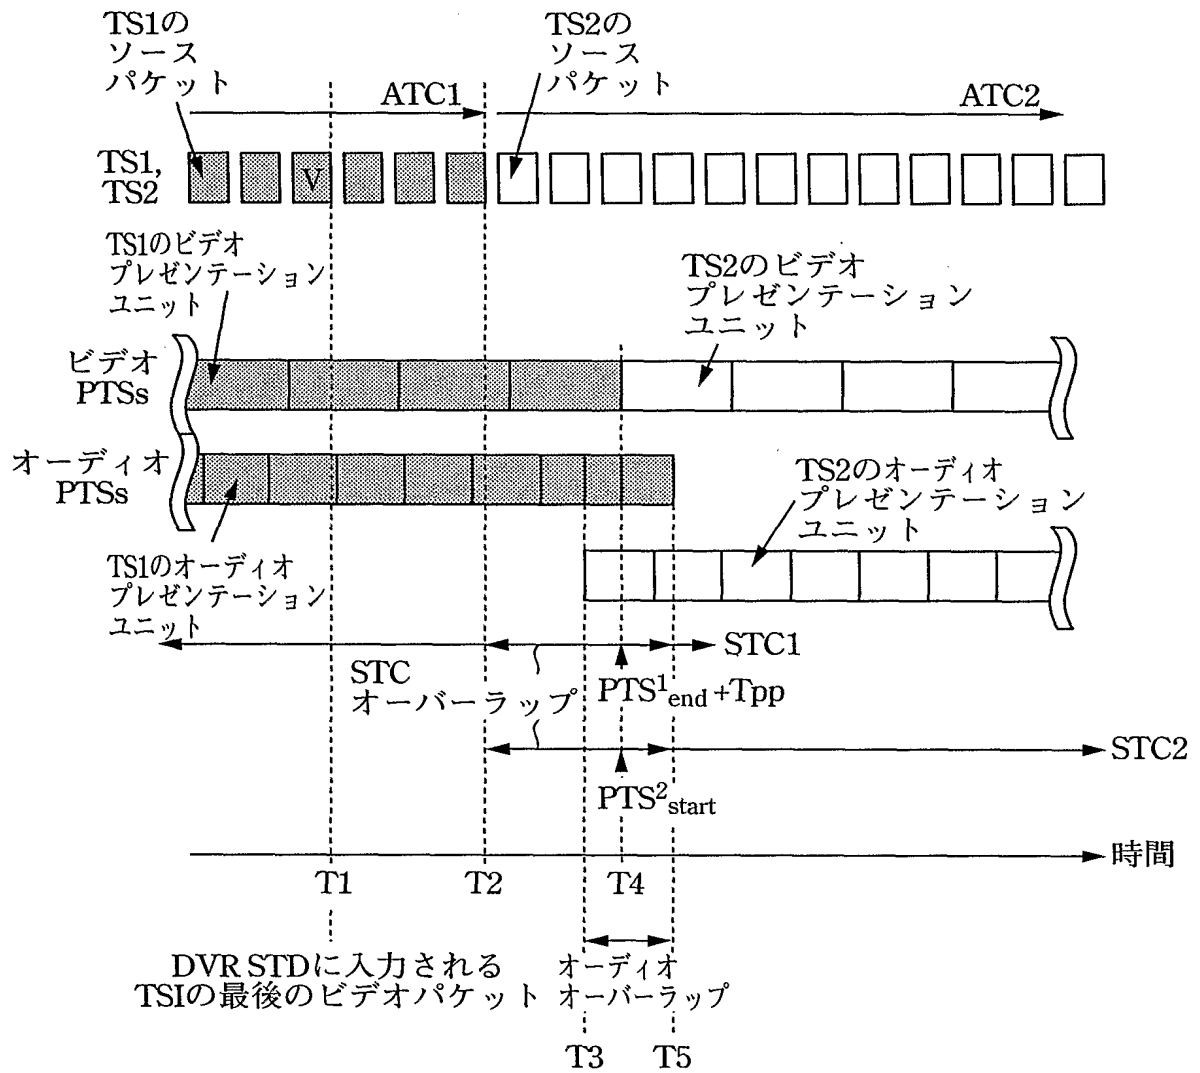 TS1の
ソース
パケット
TS2の
ソース
パケット
ATC1
ATC2
TS1,
TS2
V
TS1のビデオ
プレゼンテーション
ユニット
TS2のビデオ
プレゼンテーション
ユニット
ビデオ
PTSs
オーディオ
PTSs
TS2のオーディオ
プレゼンテーション
ユニット
TS1のオーディオ
プレゼンテーション
ユニット
STC1
STC
オーバーラップ
PTS¹end+Tpp
STC2
PTS²start
時間
T1
T2
T4
DVR STDに入力される
TSIの最後のビデオパケット
オーディオ
オーバーラップ
T3
T5